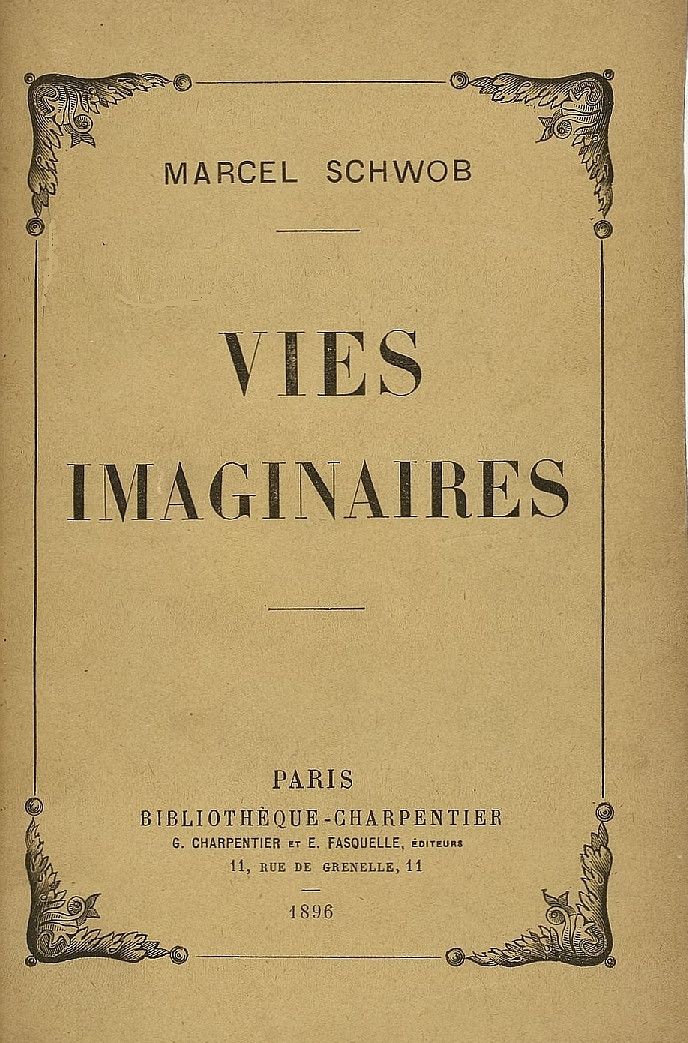 MARCEL SCHWOB
VIES
IMAGINAIRES
PARIS
BIBLIOTHÈQUE-CHARPENTIER
G. CHARPENTIER ET E. FASQUELLE, ÉDITEURS
11, RUE DE GRENELLE, 11
1896